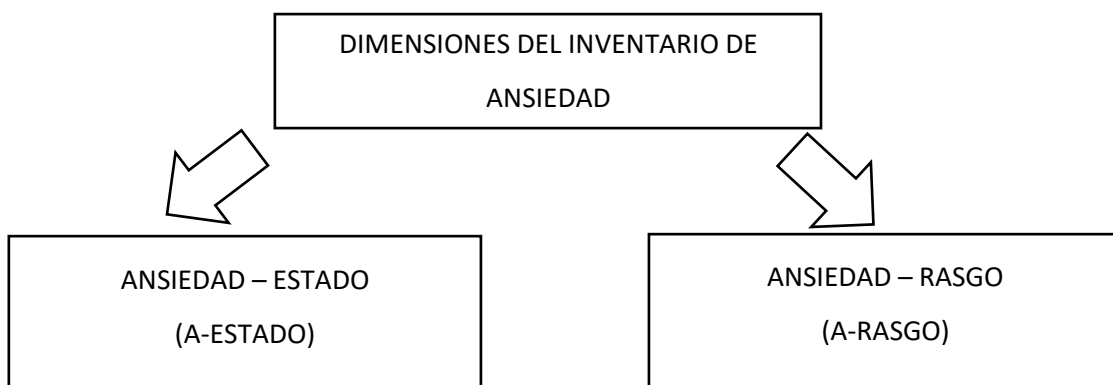 DIMENSIONES DEL INVENTARIO DE
ANSIEDAD
ANSIEDAD – ESTADO
(A-ESTADO)
ANSIEDAD – RASGO
(A-RASGO)